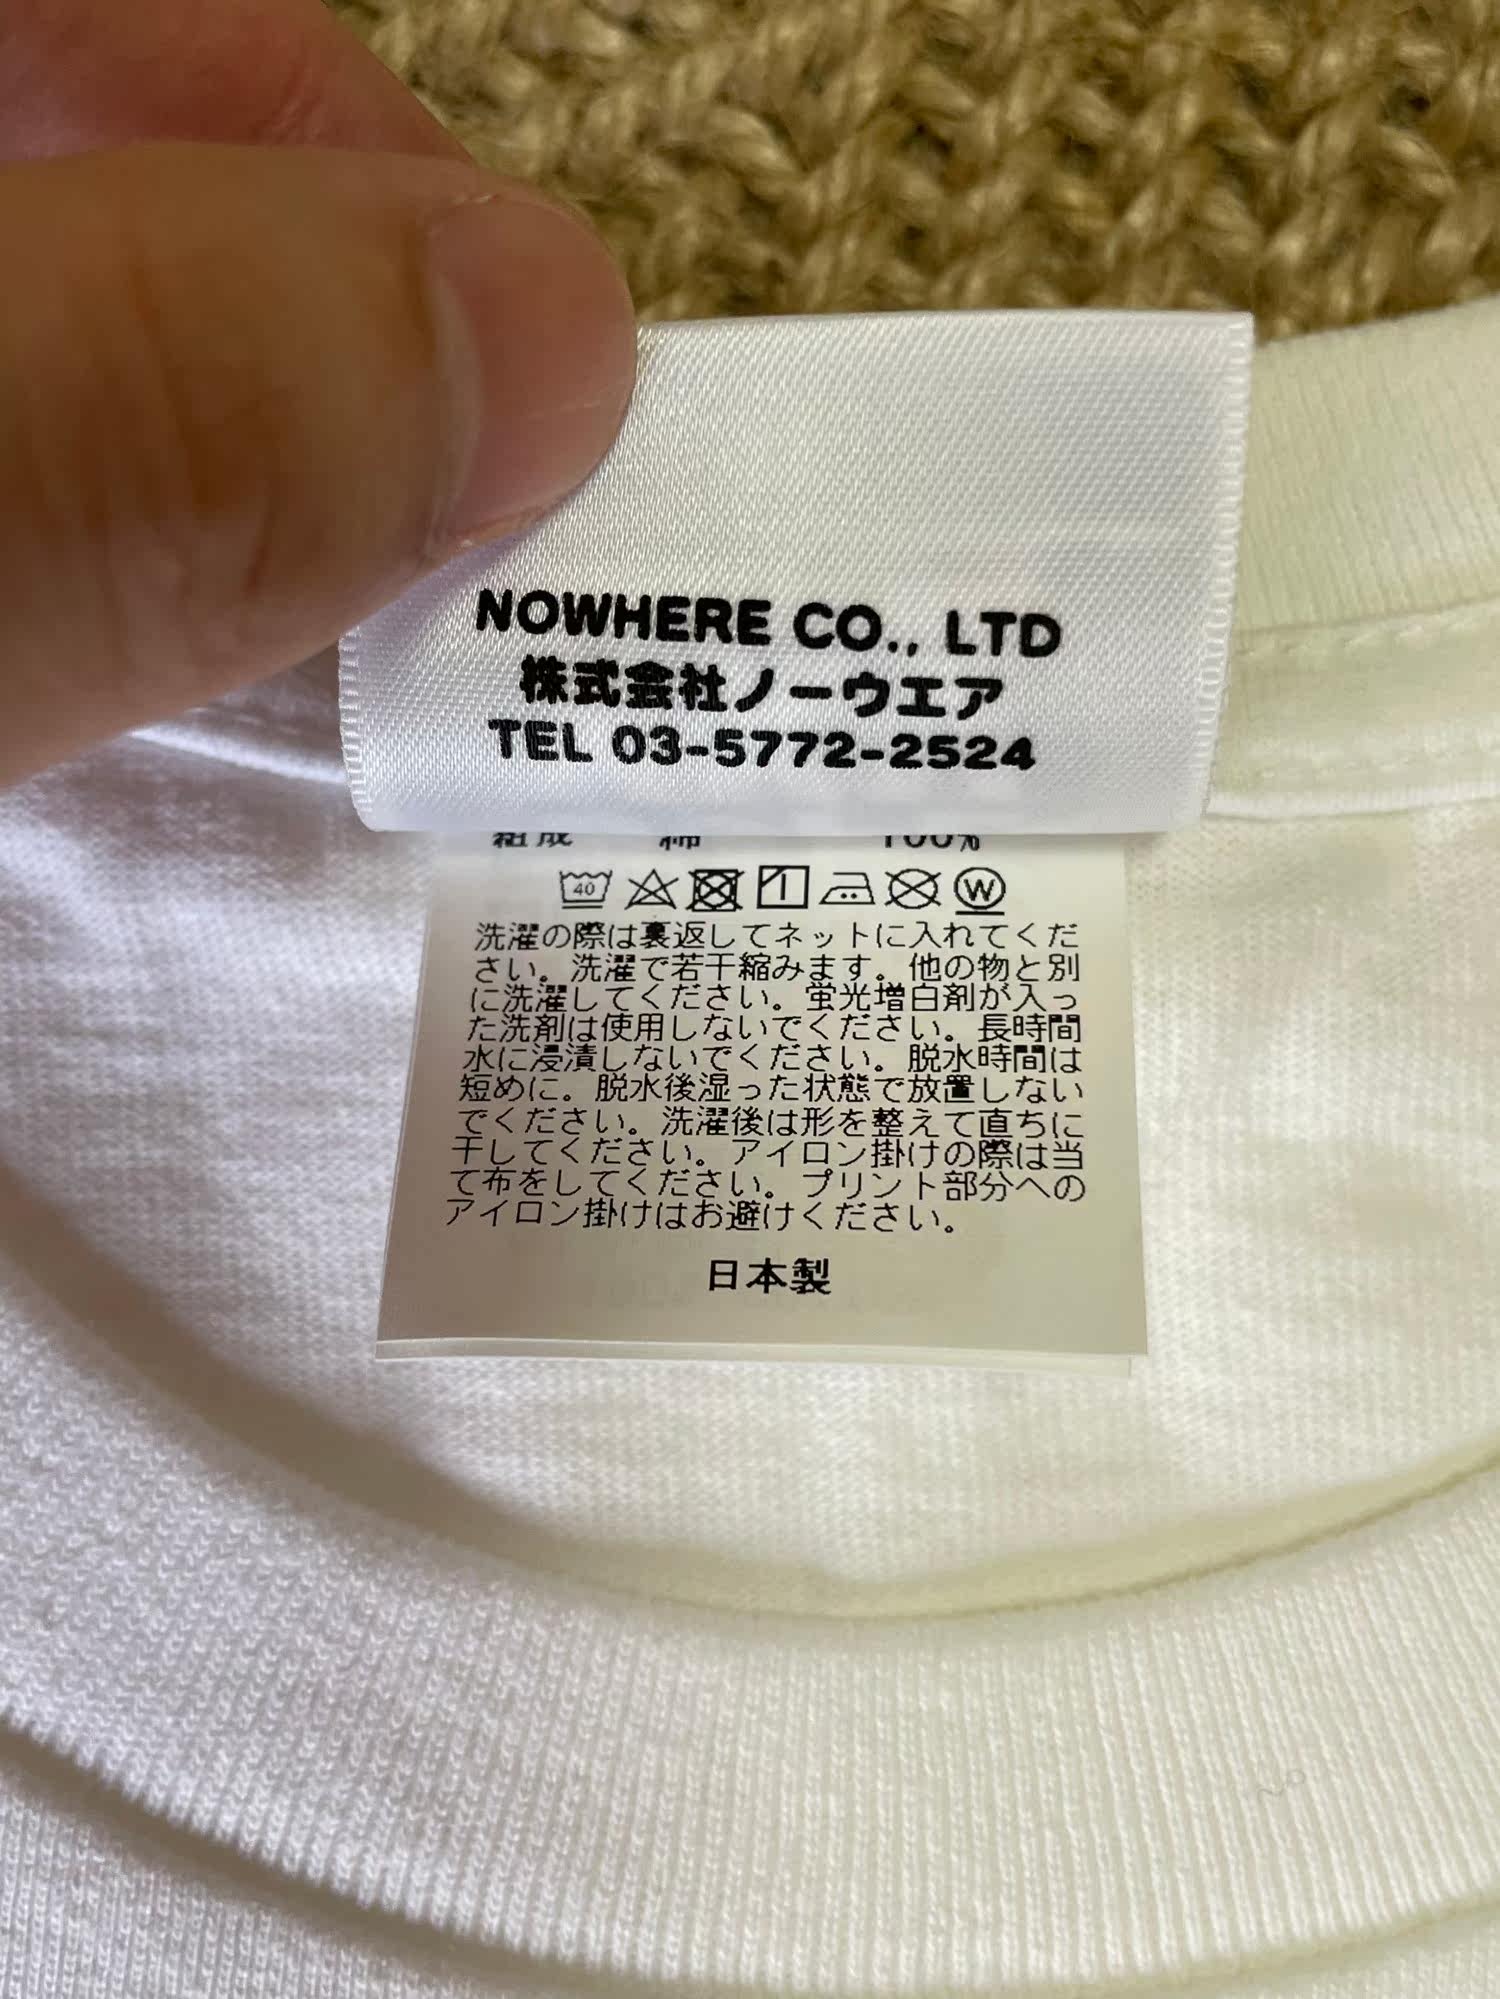 NOWHERE CO., LTD
株式会社ノーウエア
TEL 03-5772-2524
組成 綿 100%
40 W
洗濯の際は裏返してネットに入れてくだ
さい。洗濯で若干縮みます。他の物と別
に洗濯してください。蛍光増白剤が入っ
た洗剤は使用しないでください。長時間
水に浸漬しないでください。脱水時間は
短めに。脱水後湿った状態で放置しない
でください。洗濯後は形を整えて直ちに
干してください。アイロン掛けの際は当
て布をしてください。プリント部分への
アイロン掛けはお避けください。
日本製